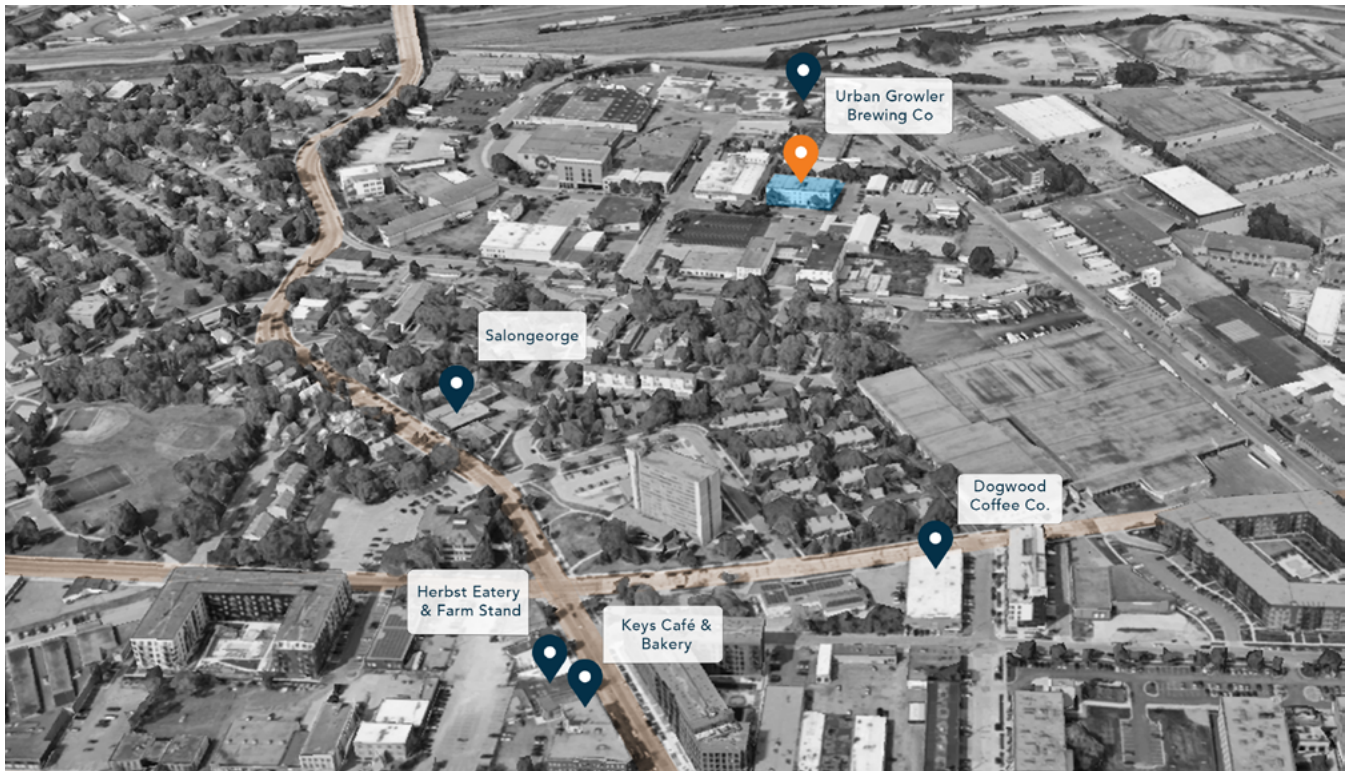 Urban Growler
Brewing Co
Salongeorge
Dogwood
Coffee Co.
Herbst Eatery
& Farm Stand
Keys Café &
Bakery